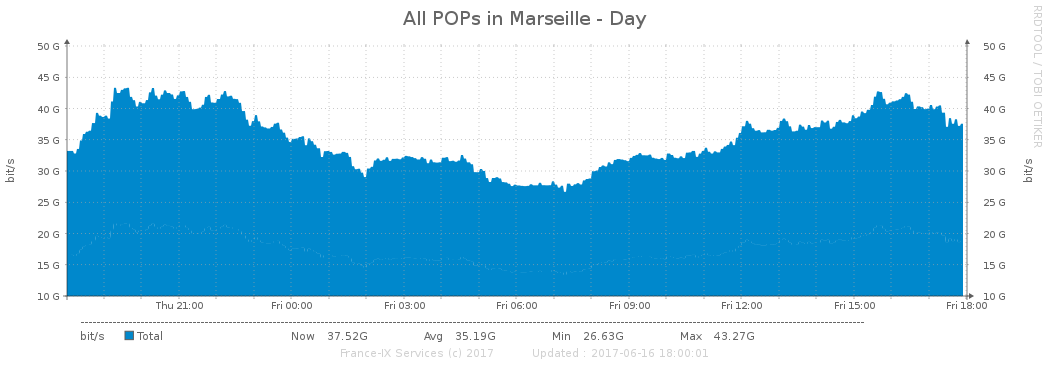 All POPs in Marseille - Day
RRDTOOL / TOBI OETIKER
bit/s
50 G 50 G
45 G 45 G
40 G 40 G
35 G 35 G
30 G 30 G
25 G 25 G
20 G 20 G
15 G 15 G
10 G 10 G
bit/s
Thu 21:00 Fri 00:00 Fri 03:00 Fri 06:00 Fri 09:00 Fri 12:00 Fri 15:00 Fri 18:00
bit/s Total Now 37.52G Avg 35.19G Min 26.63G Max 43.27G
France-IX Services (c) 2017 Updated : 2017-06-16 18:00:01